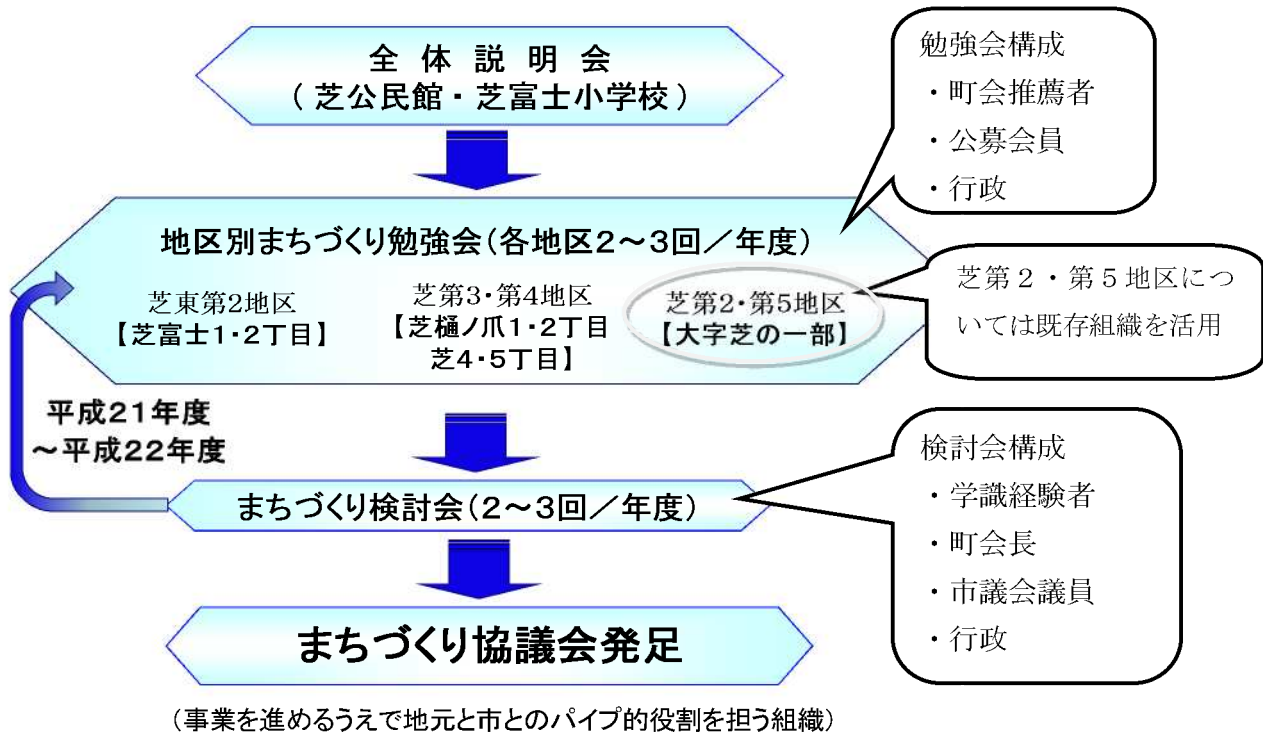 全体説明会
(芝公民館・芝富士小学校)
勉強会構成
・町会推薦者
・公募会員
・行政
地区別まちづくり勉強会(各地区2～3回／年度)
芝東第2地区
【芝富士1・2丁目】
芝第3・第4地区
【芝樋ノ爪1・2丁目
芝4・5丁目】
芝第2・第5地区
【大字芝の一部】
芝第2・第5地区につ
いては既存組織を活用
平成21年度
～平成22年度
まちづくり検討会(2～3回／年度)
検討会構成
・学識経験者
・町会長
・市議会議員
・行政
まちづくり協議会発足
(事業を進めるうえで地元と市とのパイプ的役割を担う組織)